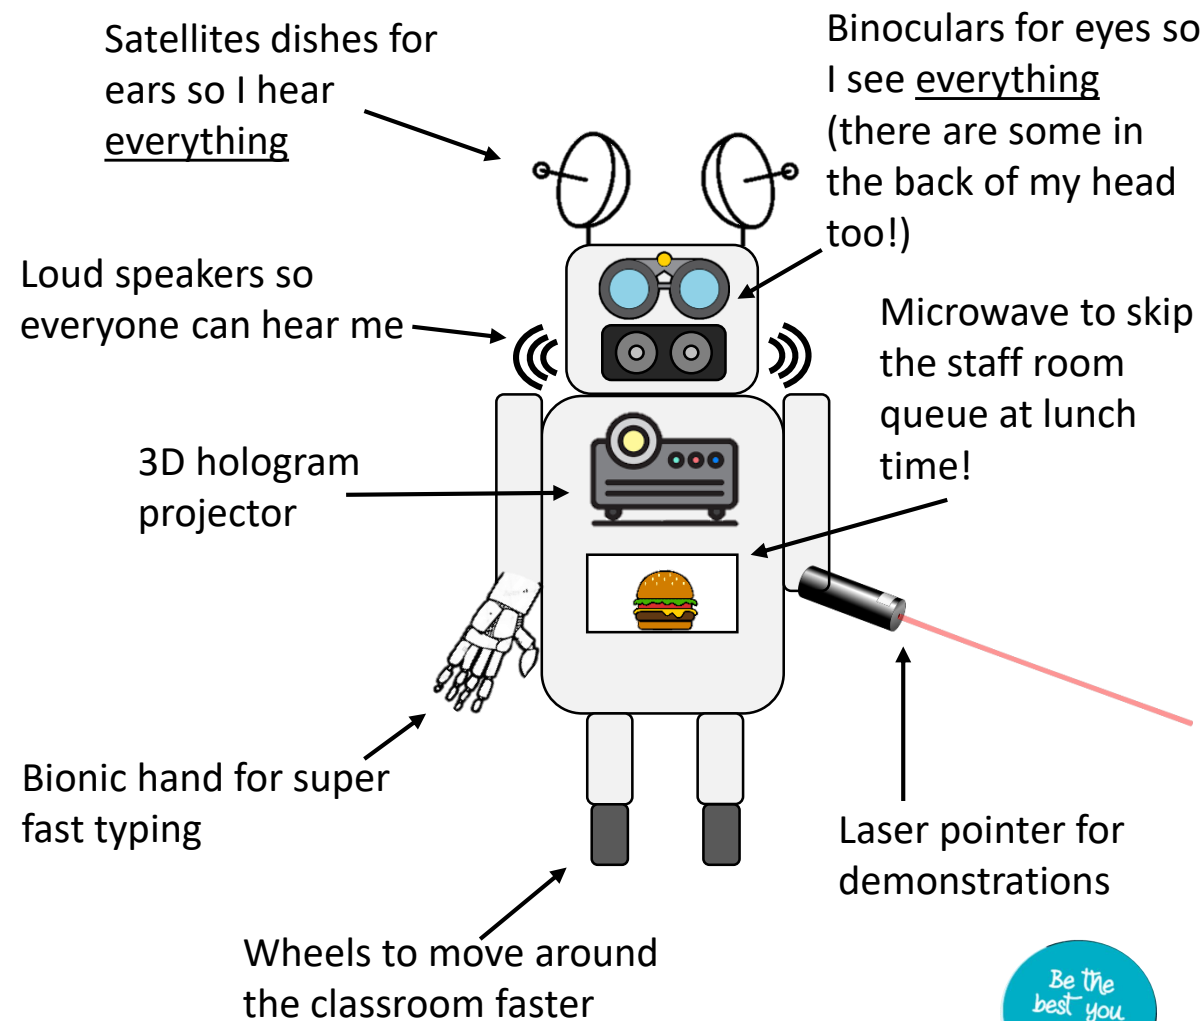 Satellites dishes for
ears so I hear
everything
Binoculars for eyes so
I see everything
(there are some in
the back of my head
too!)
Loud speakers so
everyone can hear me
Microwave to skip
the staff room
queue at lunch
time!
3D hologram
projector
Bionic hand for super
fast typing
Laser pointer for
demonstrations
Wheels to move around
the classroom faster
Be the
best you